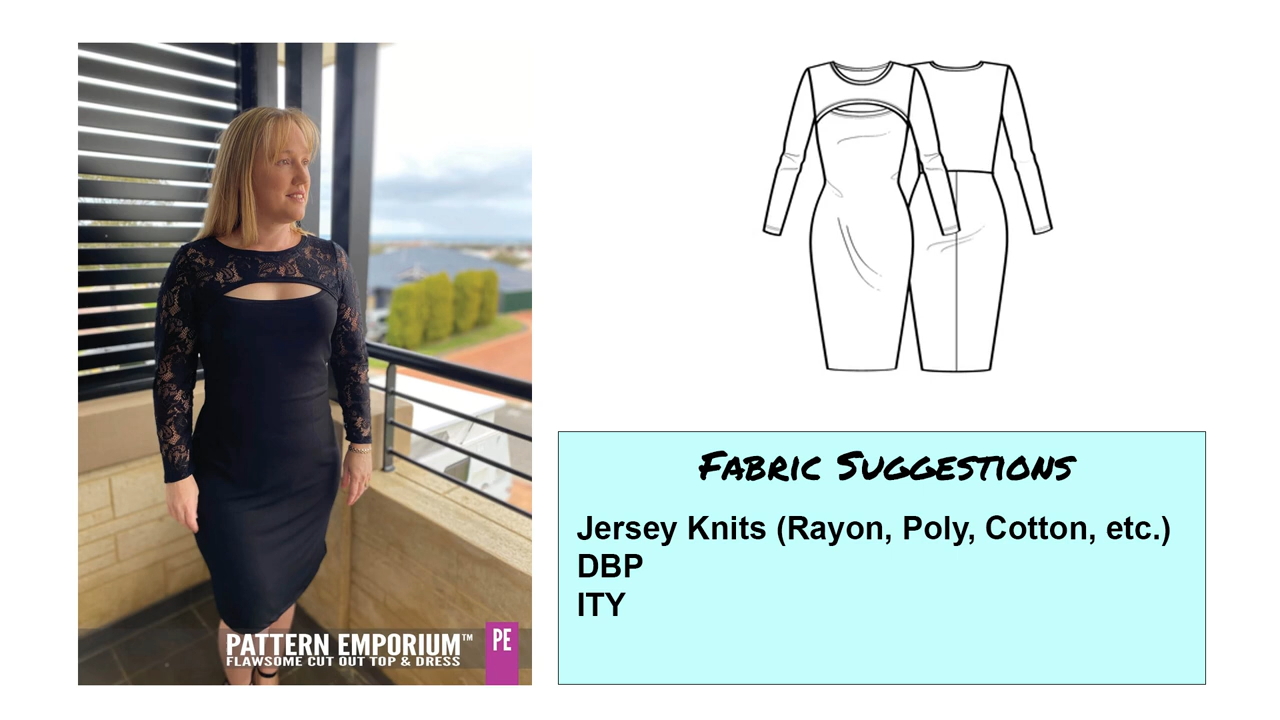 PATTERN EMPORIUM™
FLAWSOME CUT OUT TOP & DRESS
PE
Fabric Suggestions
Jersey Knits (Rayon, Poly, Cotton, etc.)
DBP
ITY